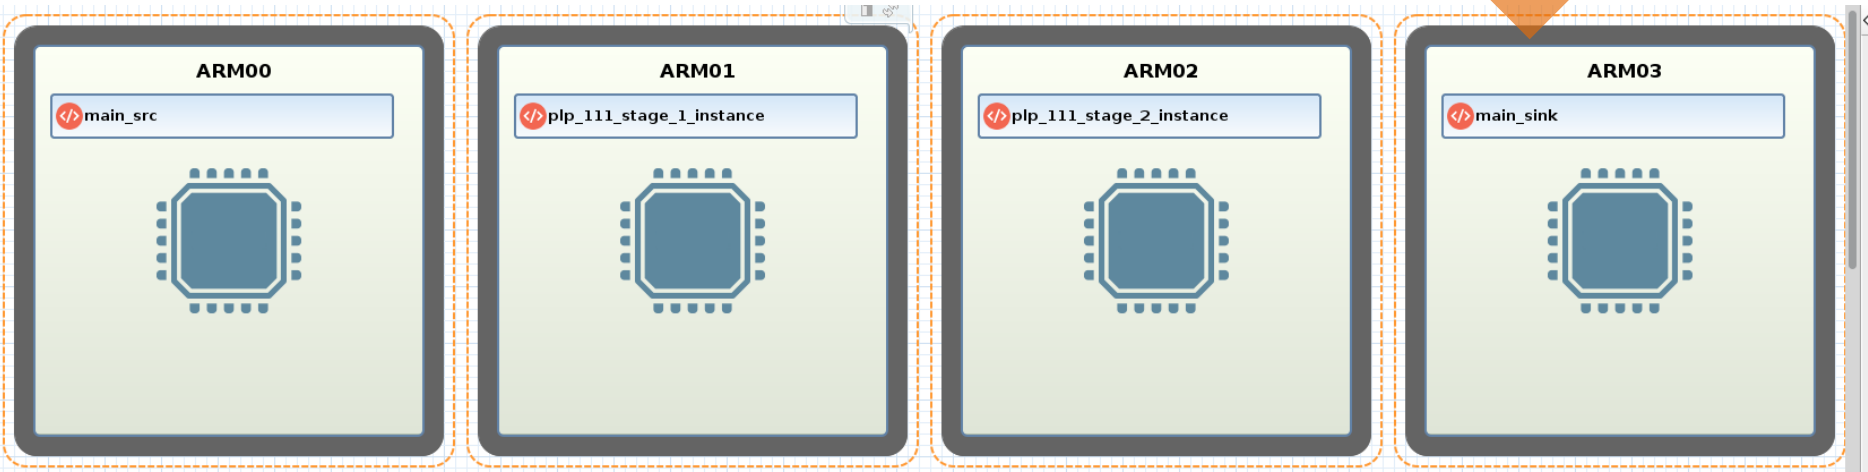 ARM00
main_src
ARM01
plp_111_stage_1_instance
ARM02
plp_111_stage_2_instance
ARM03
main_sink